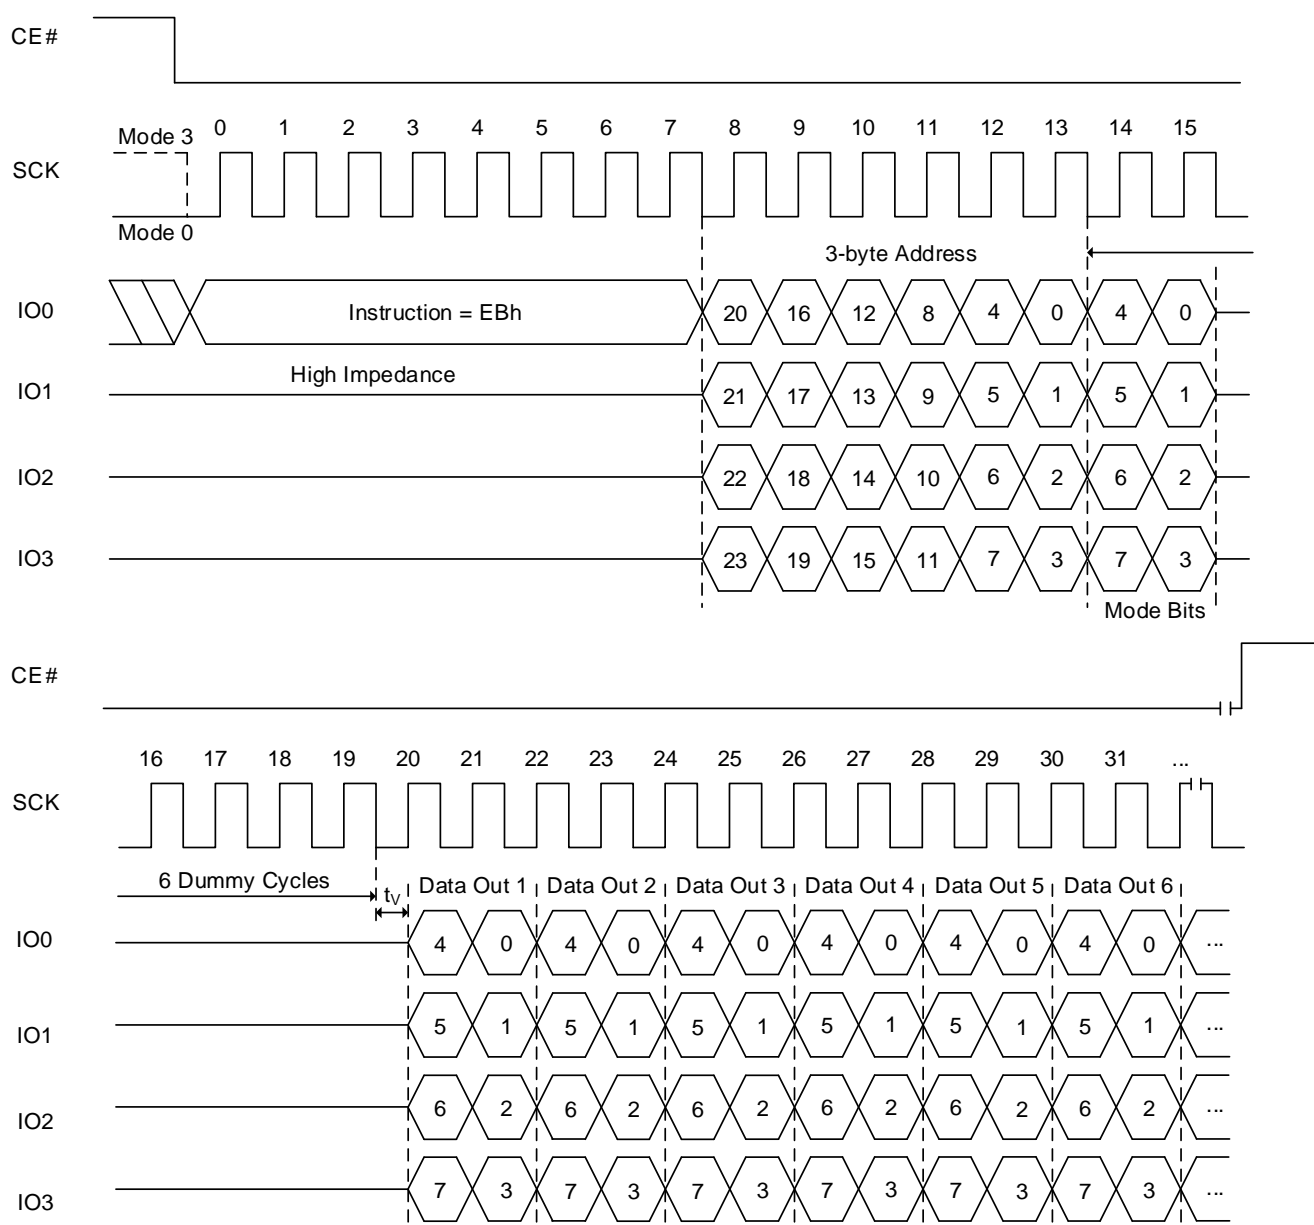 CE#
Mode 3
0 1 2 3 4 5 6 7 8 9 10 11 12 13 14 15
SCK
Mode 0
3-byte Address
IO0 Instruction = EBh 20 16 12 8 4 0 4 0
High Impedance
IO1 21 17 13 9 5 1 5 1
IO2 22 18 14 10 6 2 6 2
IO3 23 19 15 11 7 3 7 3
Mode Bits
CE#
16 17 18 19 20 21 22 23 24 25 26 27 28 29 30 31 ...
SCK
6 Dummy Cycles tV Data Out 1 Data Out 2 Data Out 3 Data Out 4 Data Out 5 Data Out 6
IO0 4 0 4 0 4 0 4 0 4 0 4 0 ...
IO1 5 1 5 1 5 1 5 1 5 1 5 1 ...
IO2 6 2 6 2 6 2 6 2 6 2 6 2 ...
IO3 7 3 7 3 7 3 7 3 7 3 7 3 ...